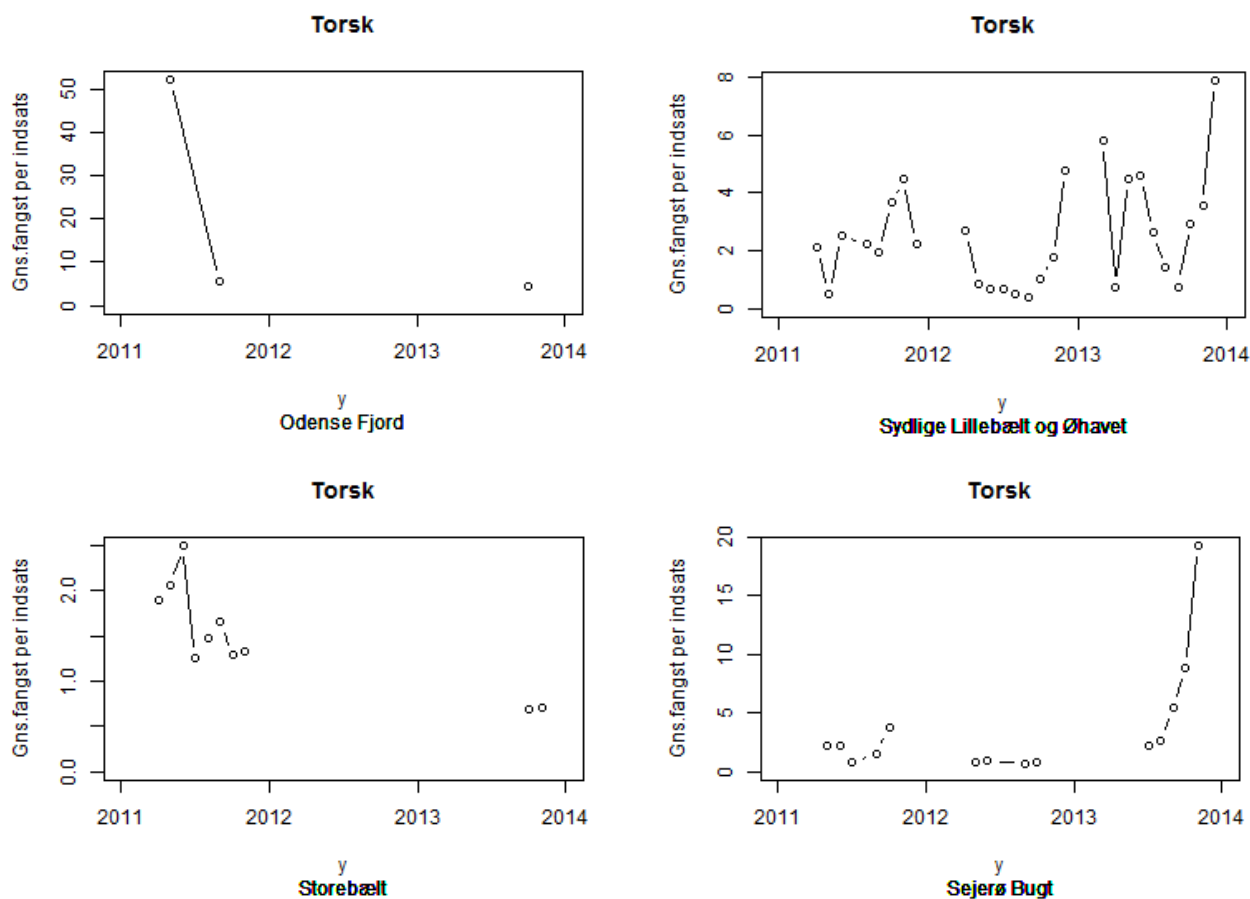 Torsk
Gns.fangst per indsats
50
40
30
20
10
0
2011 2012 2013 2014
y
Odense Fjord
Torsk
Gns.fangst per indsats
8
6
4
2
0
2011 2012 2013 2014
y
Sydlige Lillebælt og Øhavet
Torsk
Gns.fangst per indsats
2.0
1.0
0.0
2011 2012 2013 2014
y
Storebælt
Torsk
Gns.fangst per indsats
20
15
10
5
0
2011 2012 2013 2014
y
Sejerø Bugt